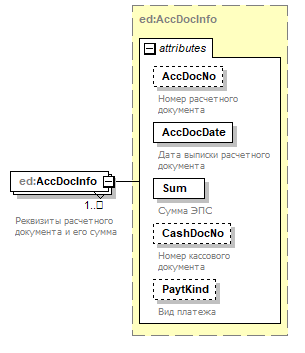 ed:AccDocInfo
attributes
AccDocNo
Номер расчетного
документа
AccDocDate
Дата выписки расчетного
документа
ed:AccDocInfo
1..
Реквизиты расчетного
документа и его сумма
Sum
Сумма ЭПС
CashDocNo
Номер кассового
документа
PaytKind
Вид платежа